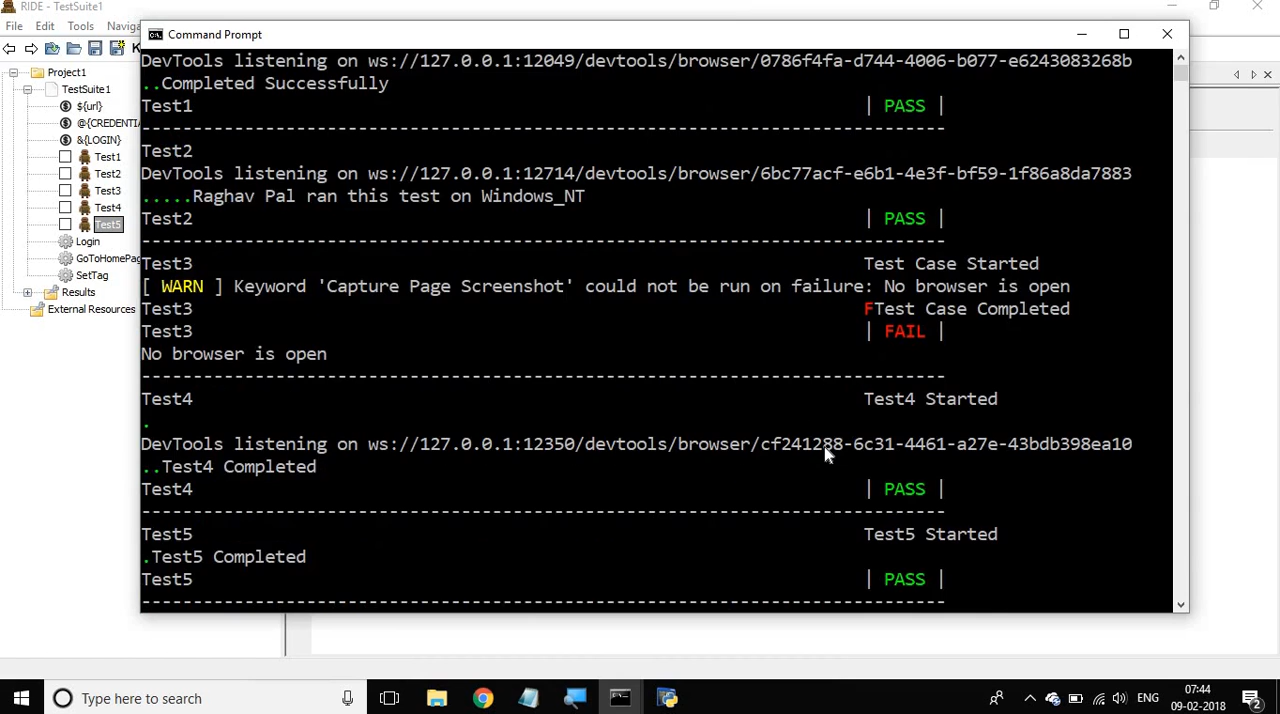 RIDE - TestSuite1
File Edit Tools Naviga
Project1
TestSuite1
${url}
@{CREDENTIA
&{LOGIN}
Test1
Test2
Test3
Test4
Test5
Login
GoToHomePag
SetTag
Results
External Resources
Command Prompt
DevTools listening on ws://127.0.0.1:12049/devtools/browser/0786f4fa-d744-4006-b077-e6243083268b
..Completed Successfully
Test1 | PASS |
--------------------------------------------------------------------------------
Test2
DevTools listening on ws://127.0.0.1:12714/devtools/browser/6bc77acf-e6b1-4e3f-bf59-1f86a8da7883
.....Raghav Pal ran this test on Windows_NT
Test2 | PASS |
--------------------------------------------------------------------------------
Test3 Test Case Started
[ WARN ] Keyword 'Capture Page Screenshot' could not be run on failure: No browser is open
Test3 FTest Case Completed
Test3 | FAIL |
No browser is open
--------------------------------------------------------------------------------
Test4 Test4 Started
.
DevTools listening on ws://127.0.0.1:12350/devtools/browser/cf241288-6c31-4461-a27e-43bdb398ea10
..Test4 Completed
Test4 | PASS |
--------------------------------------------------------------------------------
Test5 Test5 Started
.Test5 Completed
Test5 | PASS |
--------------------------------------------------------------------------------
Type here to search
ENG
07:44
09-02-2018
2